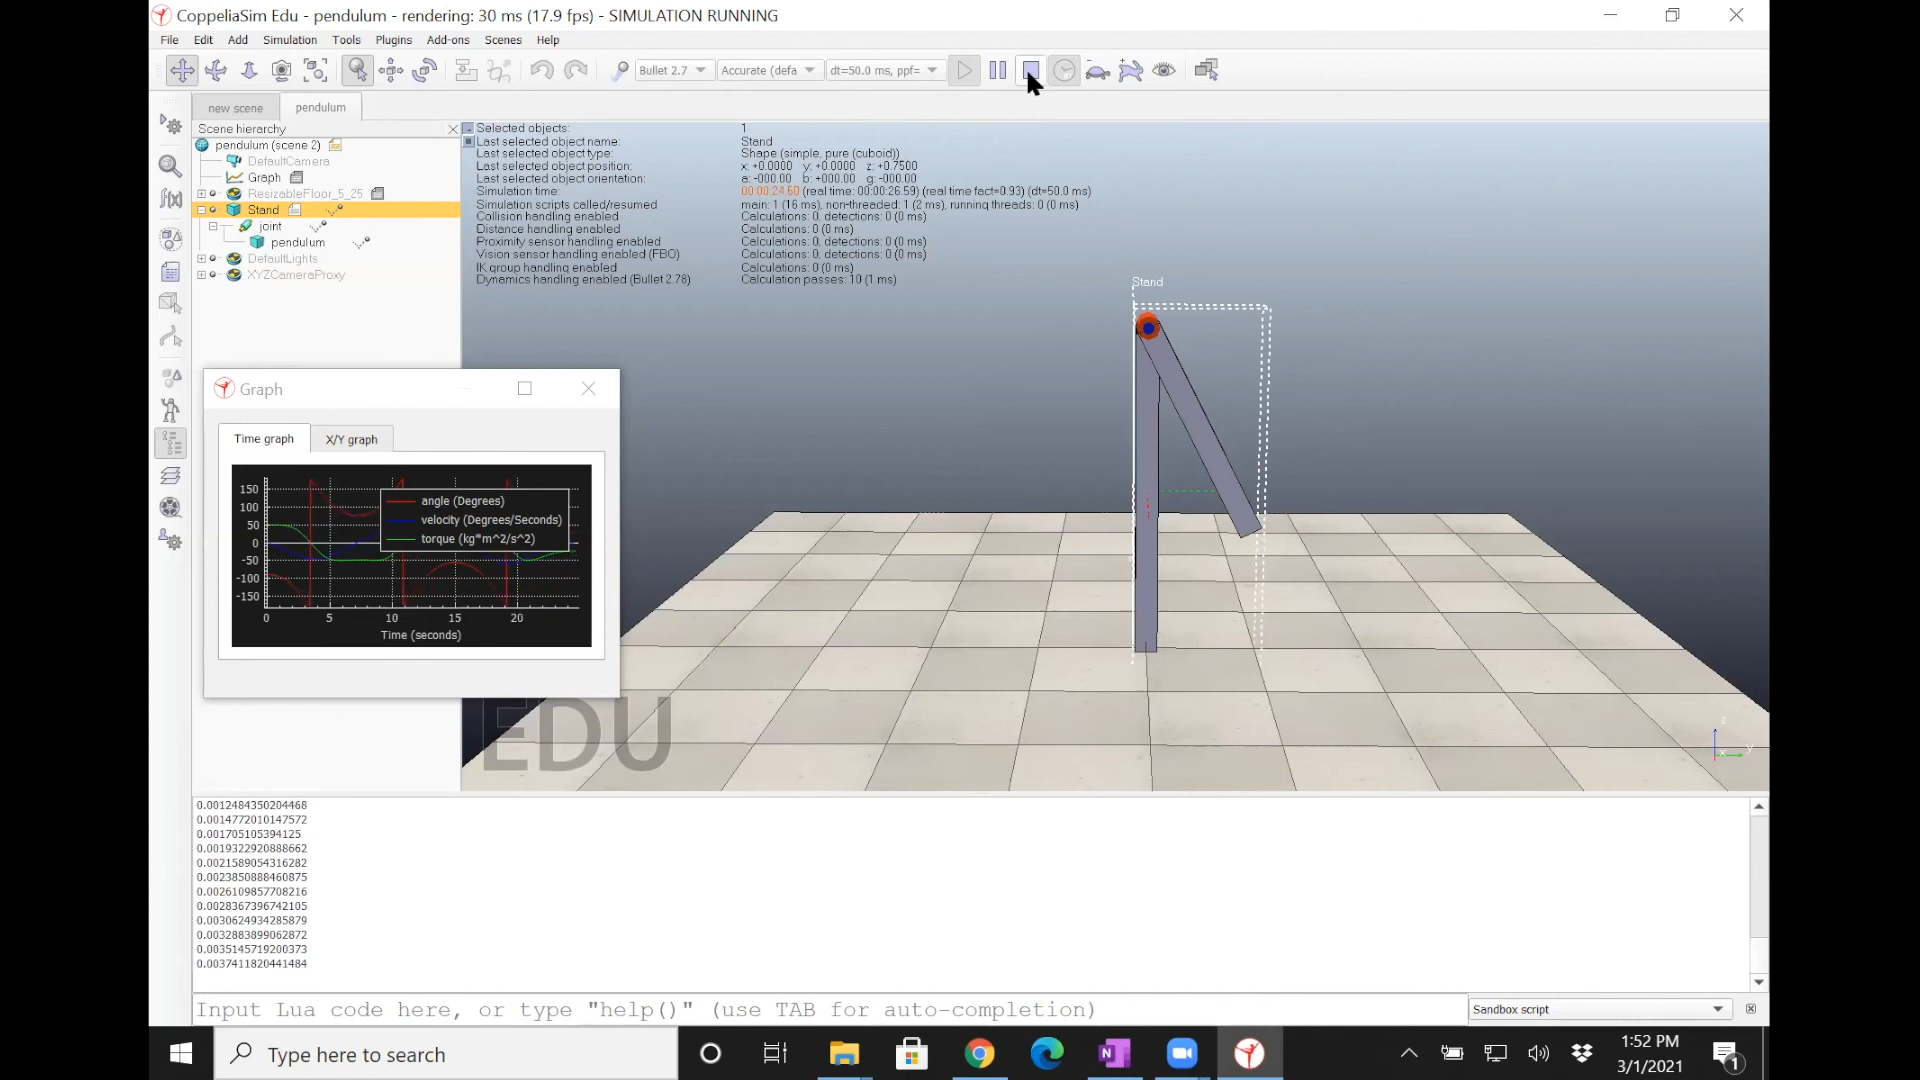 CoppeliaSim Edu - pendulum - rendering: 30 ms (17.9 fps) - SIMULATION RUNNING
File Edit Add Simulation Tools Plugins Add-ons Scenes Help
Bullet 2.7 Accurate (defa dt=50.0 ms, ppf=
new scene pendulum
Scene hierarchy
pendulum (scene 2)
DefaultCamera
Graph
ResizableFloor_5_25
Stand
joint
pendulum
DefaultLights
XYZCameraProxy
Selected objects: 1
Last selected object name: Stand
Last selected object type: Shape (simple, pure (cuboid))
Last selected object position: x: +0.0000 y: +0.0000 z: +0.7500
Last selected object orientation: a: -000.00 b: +000.00 g: -000.00
Simulation time: 00:00:24.60 (real time: 00:00:26.59) (real time fact=0.93) (dt=50.0 ms)
Simulation scripts called/resumed main: 1 (16 ms), non-threaded: 1 (2 ms), running threads: 0 (0 ms)
Collision handling enabled Calculations: 0, detections: 0 (0 ms)
Distance handling enabled Calculations: 0 (0 ms)
Proximity sensor handling enabled Calculations: 0, detections: 0 (0 ms)
Vision sensor handling enabled (FBO) Calculations: 0, detections: 0 (0 ms)
IK group handling enabled Calculations: 0 (0 ms)
Dynamics handling enabled (Bullet 2.78) Calculation passes: 10 (1 ms)
Stand
Graph
Time graph X/Y graph
150
100
50
0
-50
-100
-150
angle (Degrees)
velocity (Degrees/Seconds)
torque (kg*m^2/s^2)
0 5 10 15 20
Time (seconds)
EDU
z
x y
0.0012484350204468
0.0014772010147572
0.001705105394125
0.0019322920888662
0.0021589054316282
0.0023850888460875
0.0026109857708216
0.0028367396742105
0.0030624934285879
0.0032883899062872
0.0035145719200373
0.0037411820441484
Input Lua code here, or type "help()" (use TAB for auto-completion)
Sandbox script
Type here to search
1:52 PM
3/1/2021
1